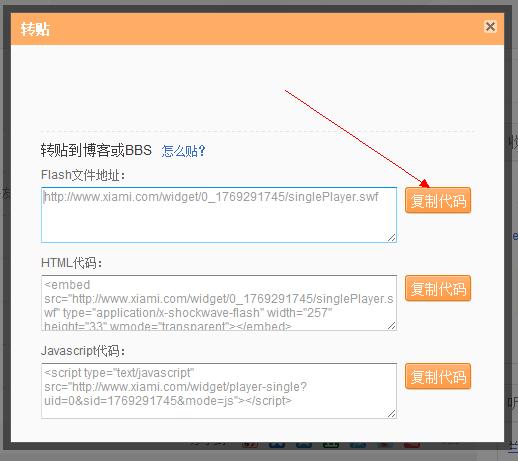 转贴
转贴到博客或BBS 怎么贴？
Flash文件地址：
http://www.xiami.com/widget/0_1769291745/singlePlayer.swf
复制代码
HTML代码：
<embed
src="http://www.xiami.com/widget/0_1769291745/singlePlayer.s
wf" type="application/x-shockwave-flash" width="257"
height="33" wmode="transparent"></embed>
复制代码
Javascript代码：
<script type="text/javascript"
src="http://www.xiami.com/widget/player-single?
uid=0&sid=1769291745&mode=js"></script>
复制代码